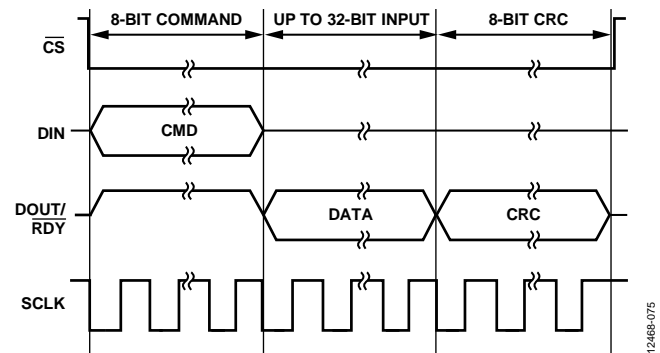 8-BIT COMMAND UP TO 32-BIT INPUT 8-BIT CRC
CS
DIN
CMD
DOUT/
RDY
DATA
CRC
SCLK
12468-075